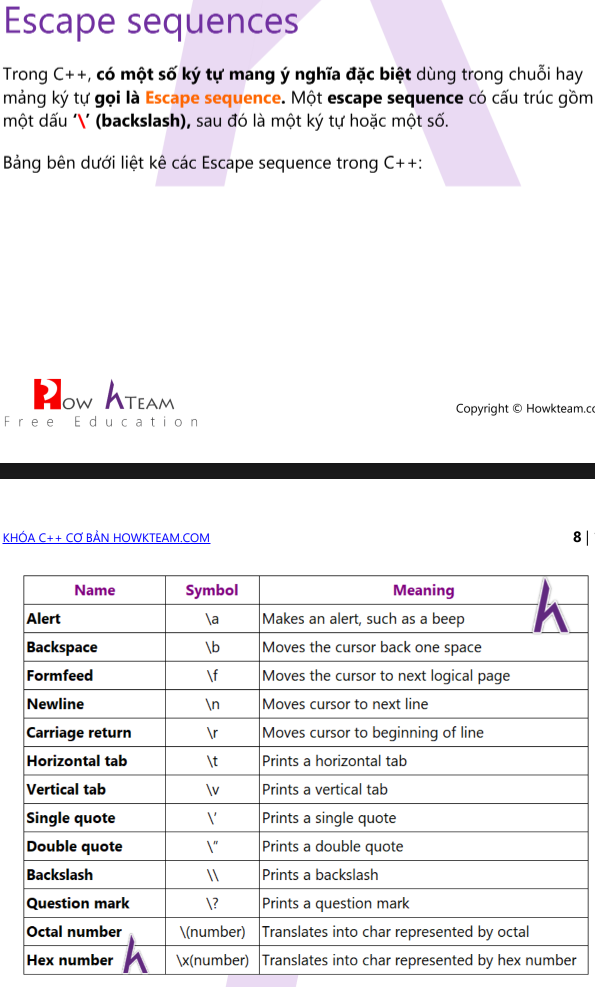 Escape sequences
Trong C++, có một số ký tự mang ý nghĩa đặc biệt dùng trong chuỗi hay
mảng ký tự gọi là Escape sequence. Một escape sequence có cấu trúc gồm
một dấu ‘\’ (backslash), sau đó là một ký tự hoặc một số.
Bảng bên dưới liệt kê các Escape sequence trong C++:
How kTeam
Free Education
Copyright © Howkteam.co
KHÓA C++ CƠ BẢN HOWKTEAM.COM
8 |
Name Symbol Meaning
Alert \a Makes an alert, such as a beep
Backspace \b Moves the cursor back one space
Formfeed \f Moves the cursor to next logical page
Newline \n Moves cursor to next line
Carriage return \r Moves cursor to beginning of line
Horizontal tab \t Prints a horizontal tab
Vertical tab \v Prints a vertical tab
Single quote \’ Prints a single quote
Double quote \” Prints a double quote
Backslash \\ Prints a backslash
Question mark \? Prints a question mark
Octal number \(number) Translates into char represented by octal
Hex number \x(number) Translates into char represented by hex number